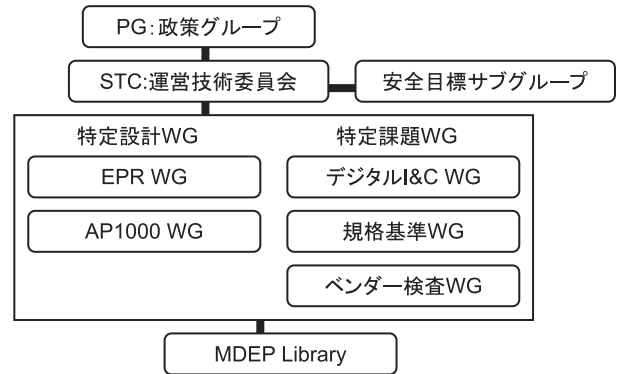 PG:政策グループ
STC:運営技術委員会
安全目標サブグループ
特定設計WG
特定課題WG
EPR WG
デジタルI&C WG
AP1000 WG
規格基準WG
ベンダー検査WG
MDEP Library